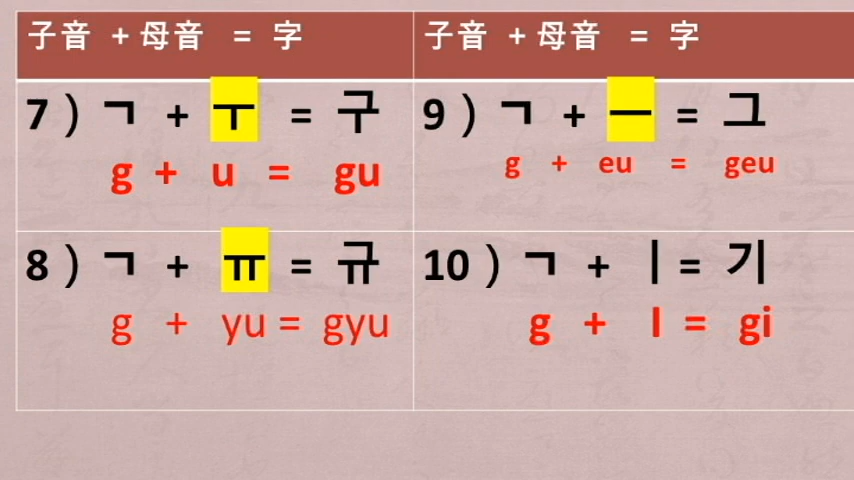 子音 + 母音 = 字
子音 + 母音 = 字
7 ) ㄱ + ㅜ = 구
g + u = gu
9 ) ㄱ + ㅡ = 그
g + eu = geu
8 ) ㄱ + ㅠ = 규
g + yu = gyu
10 ) ㄱ + ㅣ = 기
g + I = gi